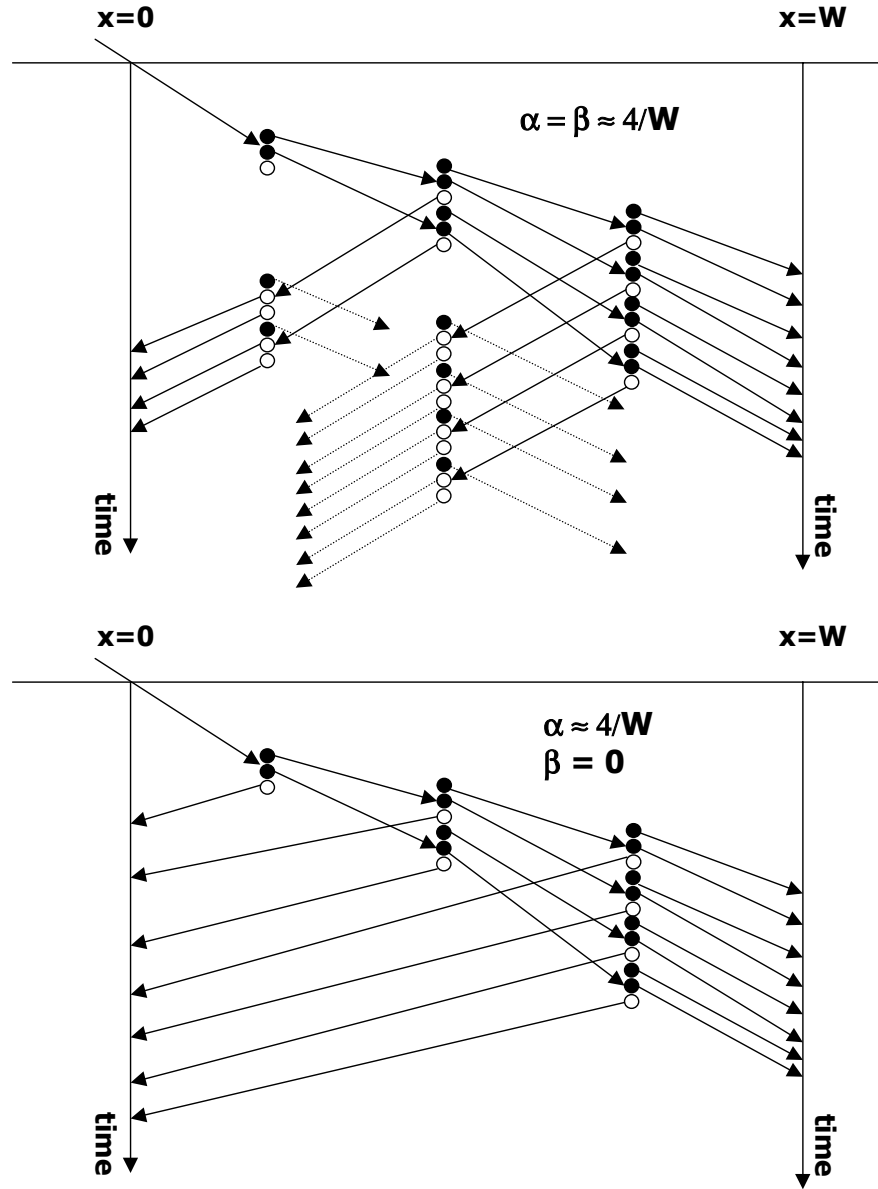 x=0
x=W
α = β ≈ 4/W
time
time
x=0
x=W
α ≈ 4/W
β = 0
time
time